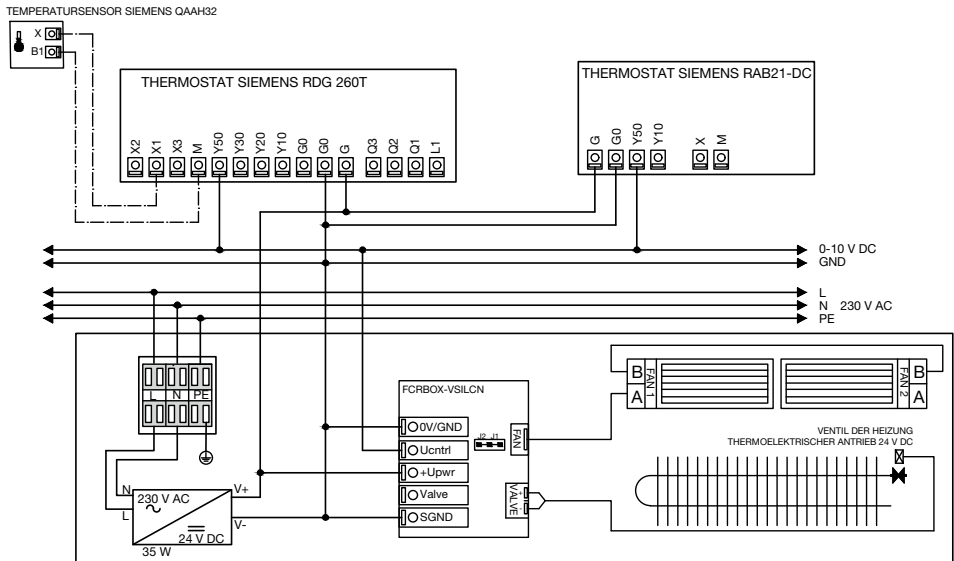 TEMPERATURSENSOR SIEMENS QAAH32
X
B1
THERMOSTAT SIEMENS RDG 260T
X2 X1 X3 M Y50 Y30 Y20 Y10 G0 G0 G Q3 Q2 Q1 L1
THERMOSTAT SIEMENS RAB21-DC
G G0 Y50 Y10 X M
0-10 V DC
GND
L
N 230 V AC
PE
L N PE
FCRBOX-VSILCN
0V/GND
Ucntrl
+Upwr
Valve
SGND
J2 J1
FAN
VALVE
+
-
B
A
FAN 1
FAN 2
B
A
VENTIL DER HEIZUNG
THERMOELEKTRISCHER ANTRIEB 24 V DC
N
L
230 V AC
24 V DC
V+
V-
35 W